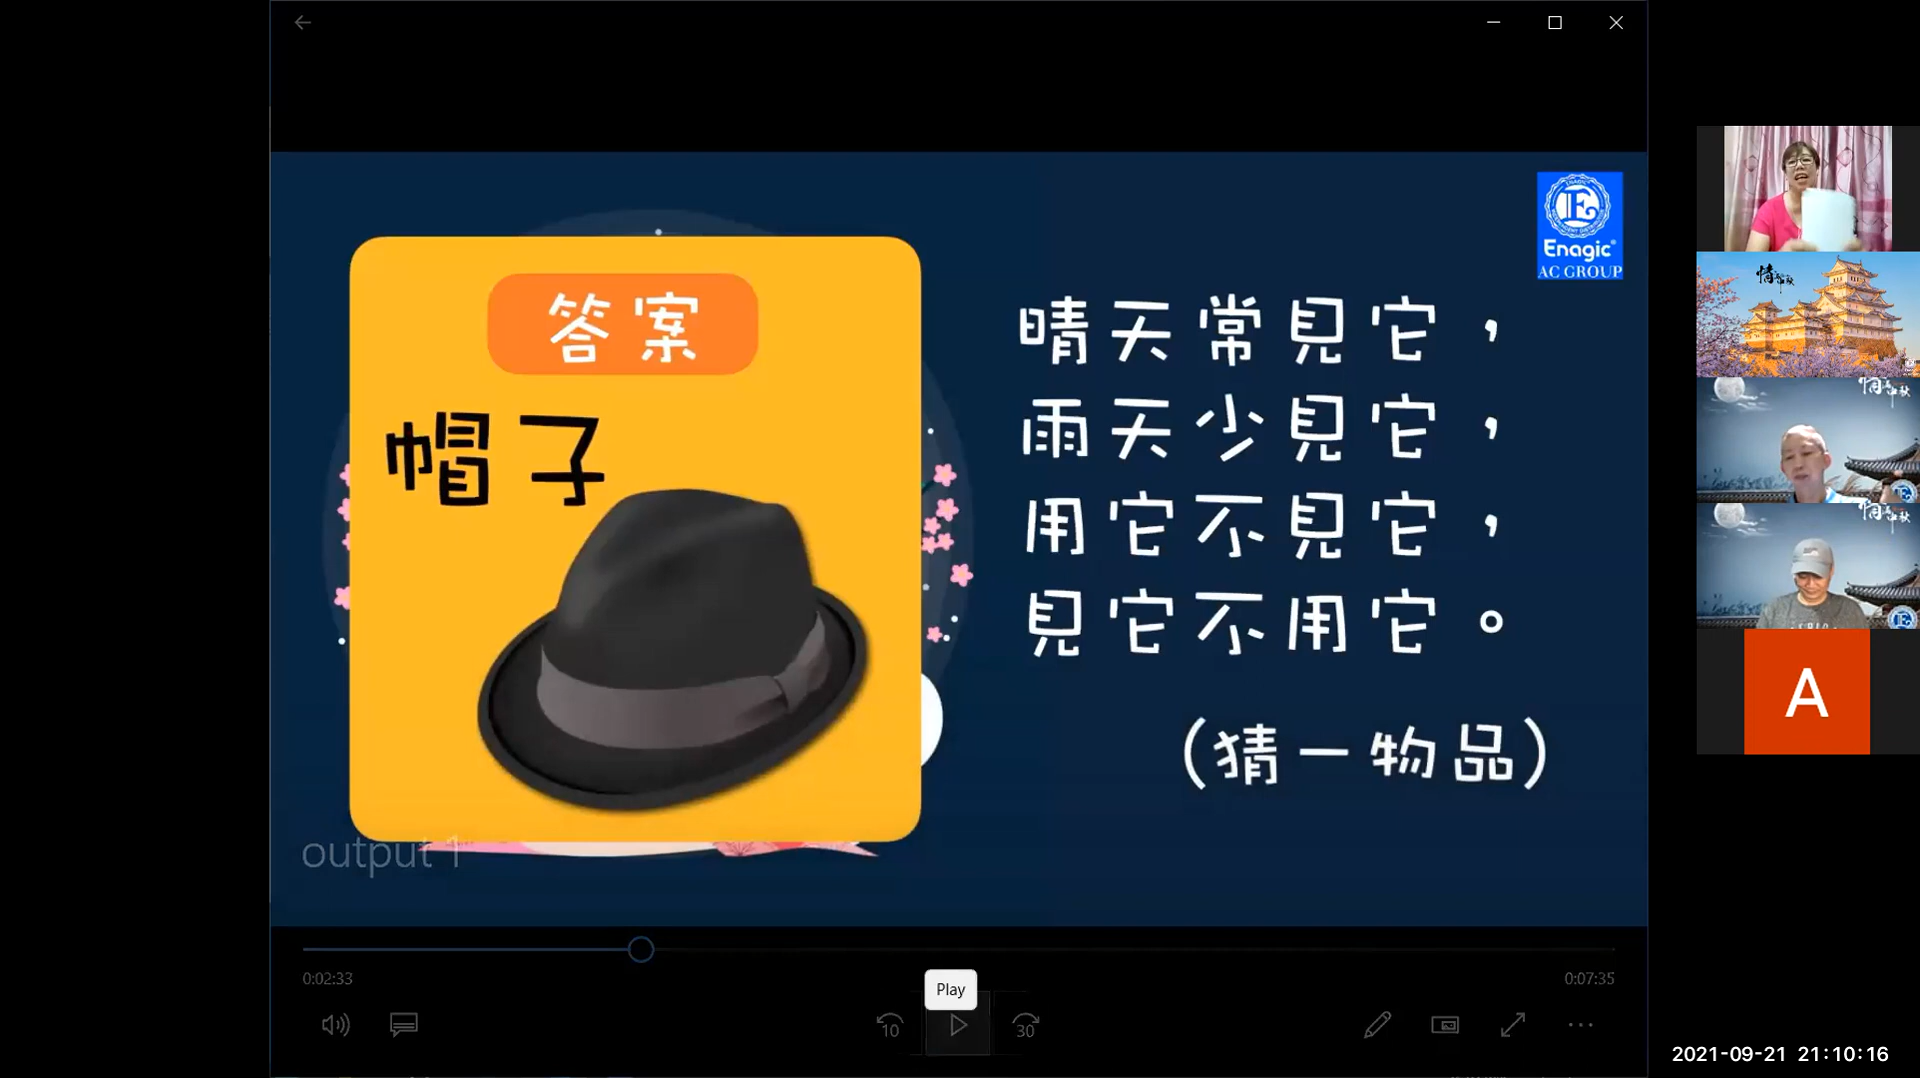 答案
帽子
晴天常見它，
雨天少見它，
用它不見它，
見它不用它。
(猜一物品)
E
Enagic®
AC GROUP
output 1
0:02:33
0:07:35
Play
10
30
A
2021-09-21 21:10:16